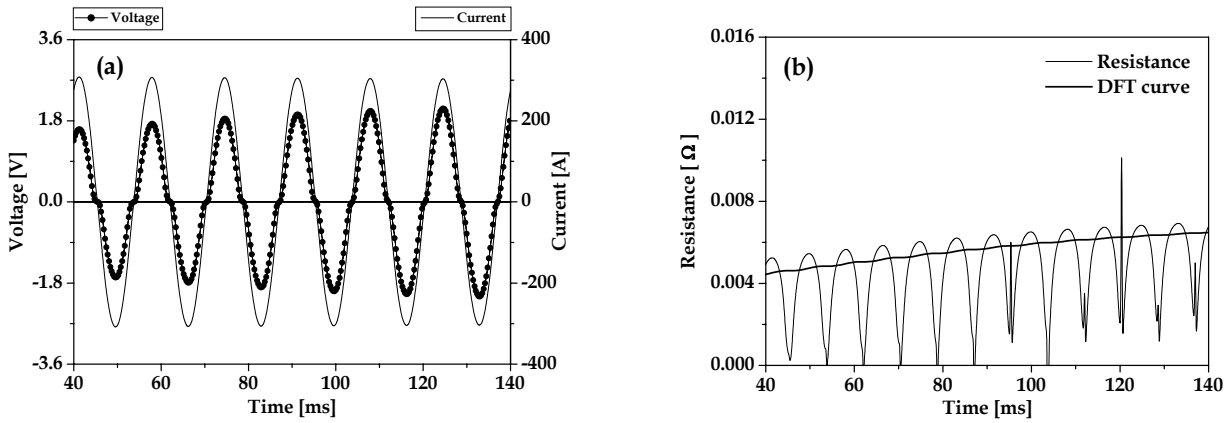 Voltage
Current
3.6
400
(a)
1.8
200
0.0
0
-1.8
-200
-3.6
-400
40
60
80
100
120
140
Voltage [V]
Current [A]
Time [ms]
0.016
(b)
Resistance
DFT curve
0.012
0.008
0.004
0.000
40
60
80
100
120
140
Resistance [ Ω ]
Time [ms]